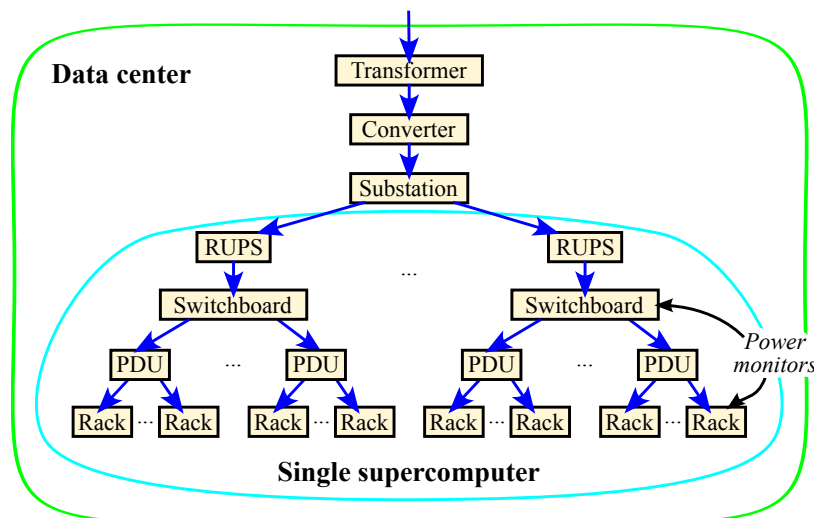 Data center
Transformer
Converter
Substation
RUPS ... RUPS
Switchboard Switchboard
Power
monitors
PDU ... PDU PDU ... PDU
Rack ... Rack Rack ... Rack Rack ... Rack Rack ... Rack
Single supercomputer